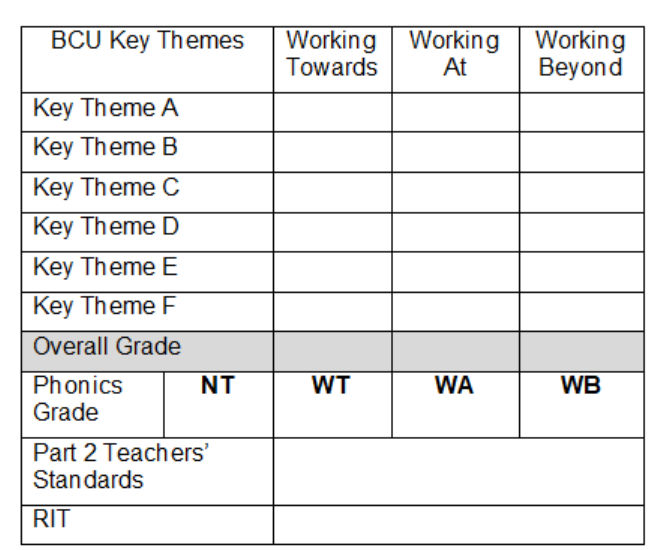 BCU Key Themes Working Towards Working At Working Beyond
Key Theme A
Key Theme B
Key Theme C
Key Theme D
Key Theme E
Key Theme F
Overall Grade
Phonics Grade NT WT WA WB
Part 2 Teachers'
Standards
RIT